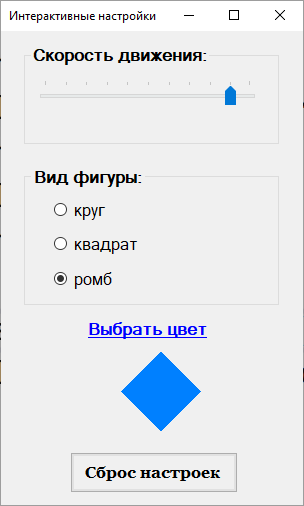 Интерактивные настройки
Скорость движения:
Вид фигуры:
круг
квадрат
ромб
Выбрать цвет
Сброс настроек